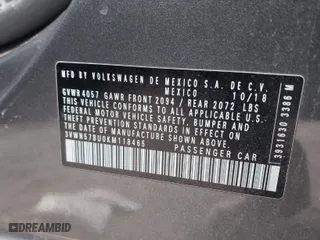 MFD BY VOLKSWAGEN DE MEXICO S.A. DE C.V.
MEXICO 10/18
GVWR 4057 GAWR FRONT 2094 / REAR 2072 LBS
THIS VEHICLE CONFORMS TO ALL APPLICABLE U.S.
FEDERAL MOTOR VEHICLE SAFETY, BUMPER AND
THEFT PREVENTION STANDARDS IN EFFECT
ON THE DATE OF MANUFACTURE SHOWN ABOVE
PASSENGER CAR
3931630 3386 M
DREAMBID